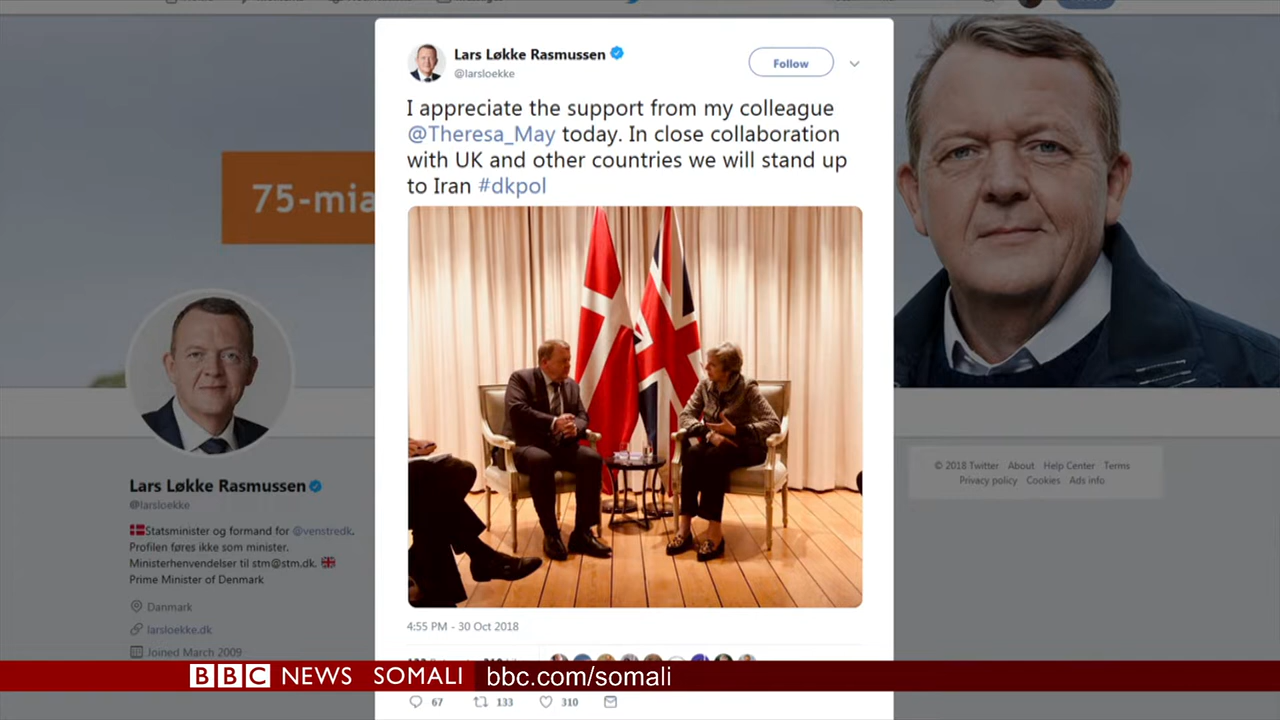 Lars Løkke Rasmussen
@larsloekke
Follow
I appreciate the support from my colleague
@Theresa_May today. In close collaboration
with UK and other countries we will stand up
to Iran #dkpol
75-mia
4:55 PM - 30 Oct 2018
67 133 310
Lars Løkke Rasmussen
@larsloekke
Statsminister og formand for @venstredk.
Profilen føres ikke som minister.
Ministerhenvendelser til stm@stm.dk.
Prime Minister of Denmark
Danmark
larsloekke.dk
Joined March 2009
© 2018 Twitter About Help Center Terms
Privacy policy Cookies Ads info
BBC NEWS SOMALI bbc.com/somali